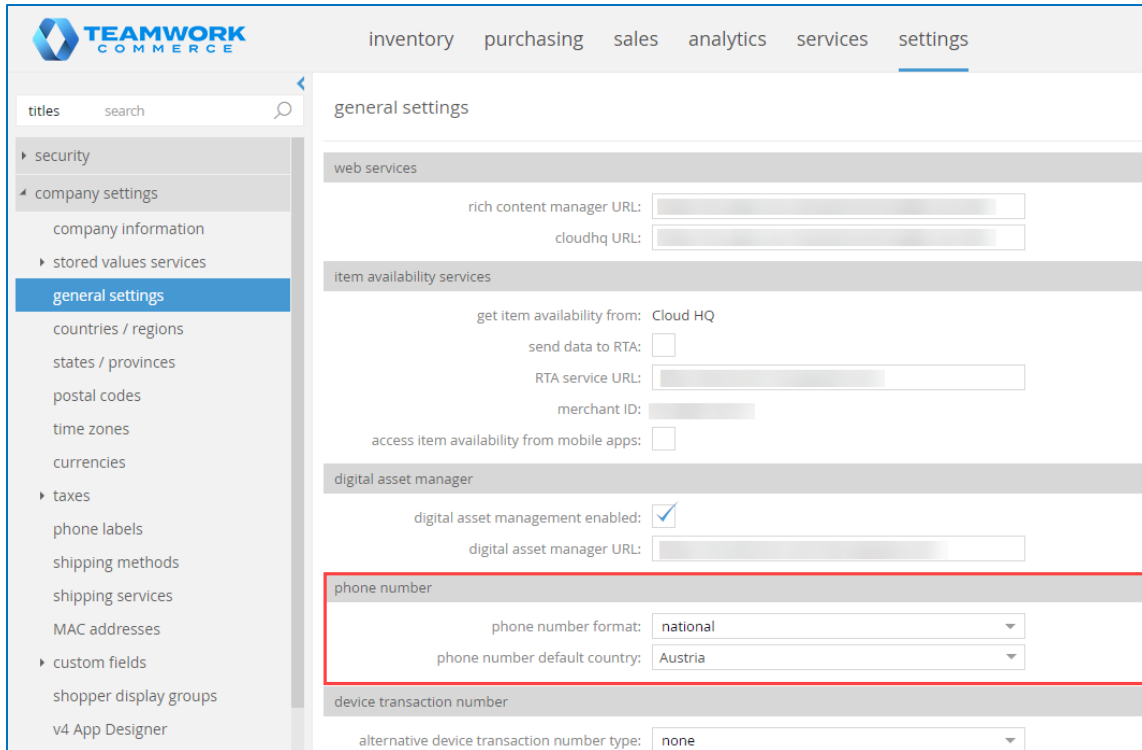 TEAMWORK
COMMERCE
inventory purchasing sales analytics services settings
titles search
security
company settings
company information
stored values services
general settings
countries / regions
states / provinces
postal codes
time zones
currencies
taxes
phone labels
shipping methods
shipping services
MAC addresses
custom fields
shopper display groups
v4 App Designer
general settings
web services
rich content manager URL:
cloudhq URL:
item availability services
get item availability from: Cloud HQ
send data to RTA:
RTA service URL:
merchant ID:
access item availability from mobile apps:
digital asset manager
digital asset management enabled:
digital asset manager URL:
phone number
phone number format: national
phone number default country: Austria
device transaction number
alternative device transaction number type: none